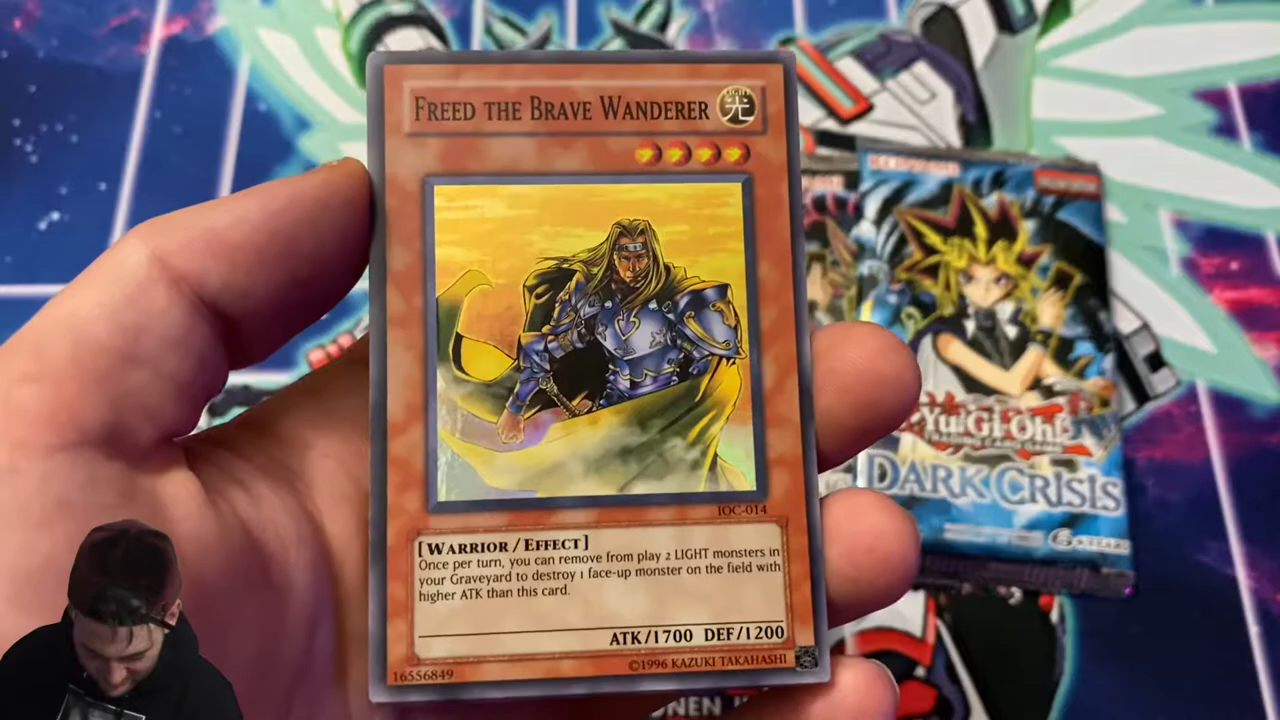 FREED THE BRAVE WANDERER
LIGHT
光
IOC-014
[WARRIOR/EFFECT]
Once per turn, you can remove from play 2 LIGHT monsters in
your Graveyard to destroy 1 face-up monster on the field with
higher ATK than this card.
ATK/1700 DEF/1200
16556849
©1996 KAZUKI TAKAHASHI
Yu-Gi-Oh!
TRADING CARD GAME
DARK CRISIS